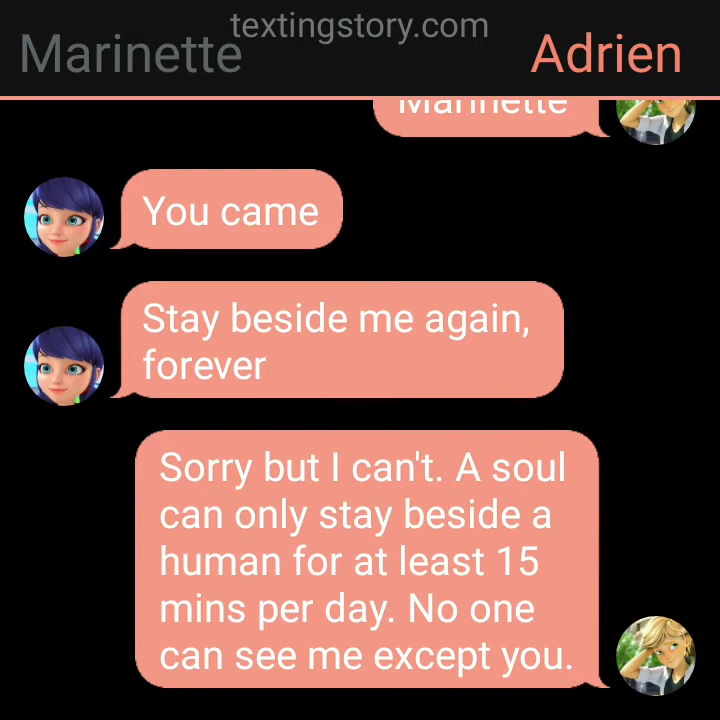 textingstory.com
Marinette
Adrien
Marinette
You came
Stay beside me again,
forever
Sorry but I can't. A soul
can only stay beside a
human for at least 15
mins per day. No one
can see me except you.